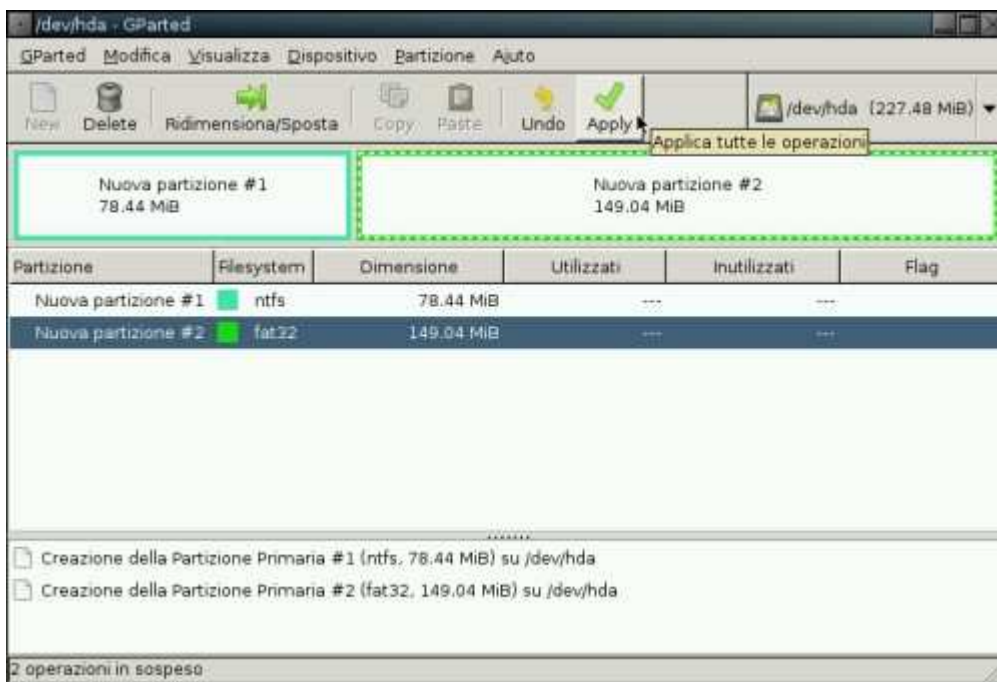 /dev/hda - GParted
GParted Modifica Visualizza Dispositivo Partizione Aiuto
New Delete Ridimensiona/Sposta Copy Paste Undo Apply /dev/hda (227.48 MiB)
Applica tutte le operazioni
Nuova partizione #1 Nuova partizione #2
78.44 MiB 149.04 MiB
Partizione Filesystem Dimensione Utilizzati Inutilizzati Flag
Nuova partizione #1 ntfs 78.44 MiB --- ---
Nuova partizione #2 fat32 149.04 MiB --- ---
Creazione della Partizione Primaria #1 (ntfs, 78.44 MiB) su /dev/hda
Creazione della Partizione Primaria #2 (fat32, 149.04 MiB) su /dev/hda
2 operazioni in sospeso